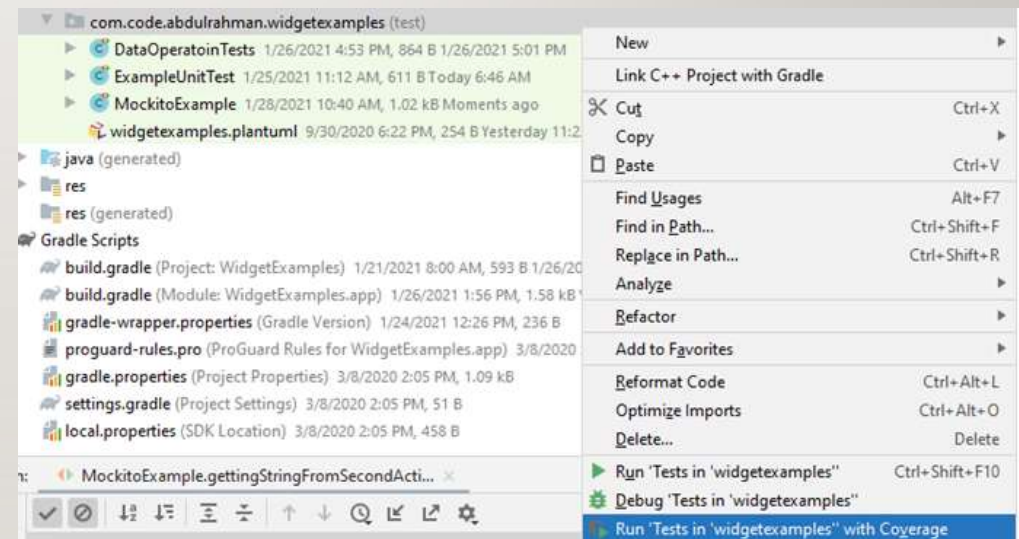 com.code.abdulrahman.widgetexamples (test)
DataOperatoinTests 1/26/2021 4:53 PM, 864 B 1/26/2021 5:01 PM
ExampleUnitTest 1/25/2021 11:12 AM, 611 B Today 6:46 AM
MockitoExample 1/28/2021 10:40 AM, 1.02 kB Moments ago
widgetexamples.plantuml 9/30/2020 6:22 PM, 254 B Yesterday 11:2
java (generated)
res
res (generated)
Gradle Scripts
build.gradle (Project: WidgetExamples) 1/21/2021 8:00 AM, 593 B 1/26/20
build.gradle (Module: WidgetExamples.app) 1/26/2021 1:56 PM, 1.58 kB
gradle-wrapper.properties (Gradle Version) 1/24/2021 12:26 PM, 236 B
proguard-rules.pro (ProGuard Rules for WidgetExamples.app) 3/8/2020
gradle.properties (Project Properties) 3/8/2020 2:05 PM, 1.09 kB
settings.gradle (Project Settings) 3/8/2020 2:05 PM, 51 B
local.properties (SDK Location) 3/8/2020 2:05 PM, 458 B
MockitoExample.gettingStringFromSecondActi...
New
Link C++ Project with Gradle
Cut Ctrl+X
Copy
Paste Ctrl+V
Find Usages Alt+F7
Find in Path... Ctrl+Shift+F
Replace in Path... Ctrl+Shift+R
Analyze
Refactor
Add to Favorites
Reformat Code Ctrl+Alt+L
Optimize Imports Ctrl+Alt+O
Delete... Delete
Run 'Tests in 'widgetexamples'' Ctrl+Shift+F10
Debug 'Tests in 'widgetexamples''
Run 'Tests in 'widgetexamples'' with Coverage